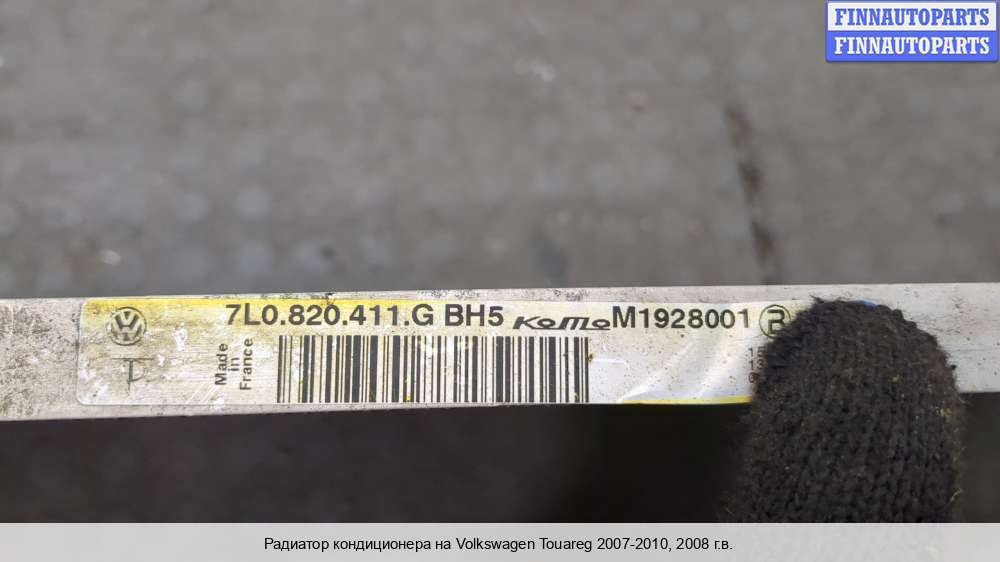 FINNAUTOPARTS
FINNAUTOPARTS
7L0.820.411.G BH5 KoMo M1928001 R
T
Made
in
France
Радиатор кондиционера на Volkswagen Touareg 2007-2010, 2008 г.в.